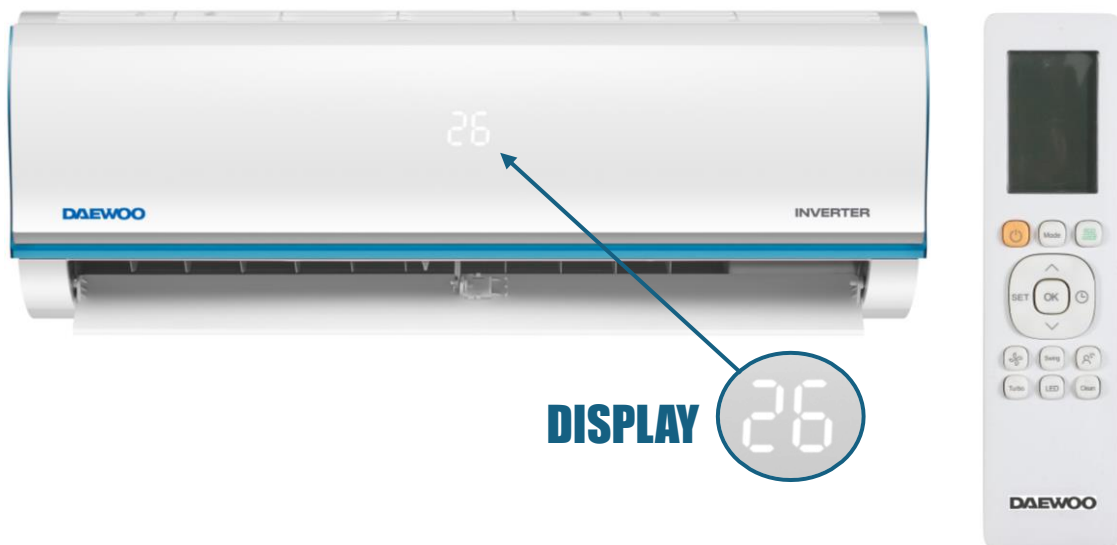 26
DAEWOO
INVERTER
DISPLAY
26
Mode
SET
OK
Swing
Turbo
LED
Clean
DAEWOO